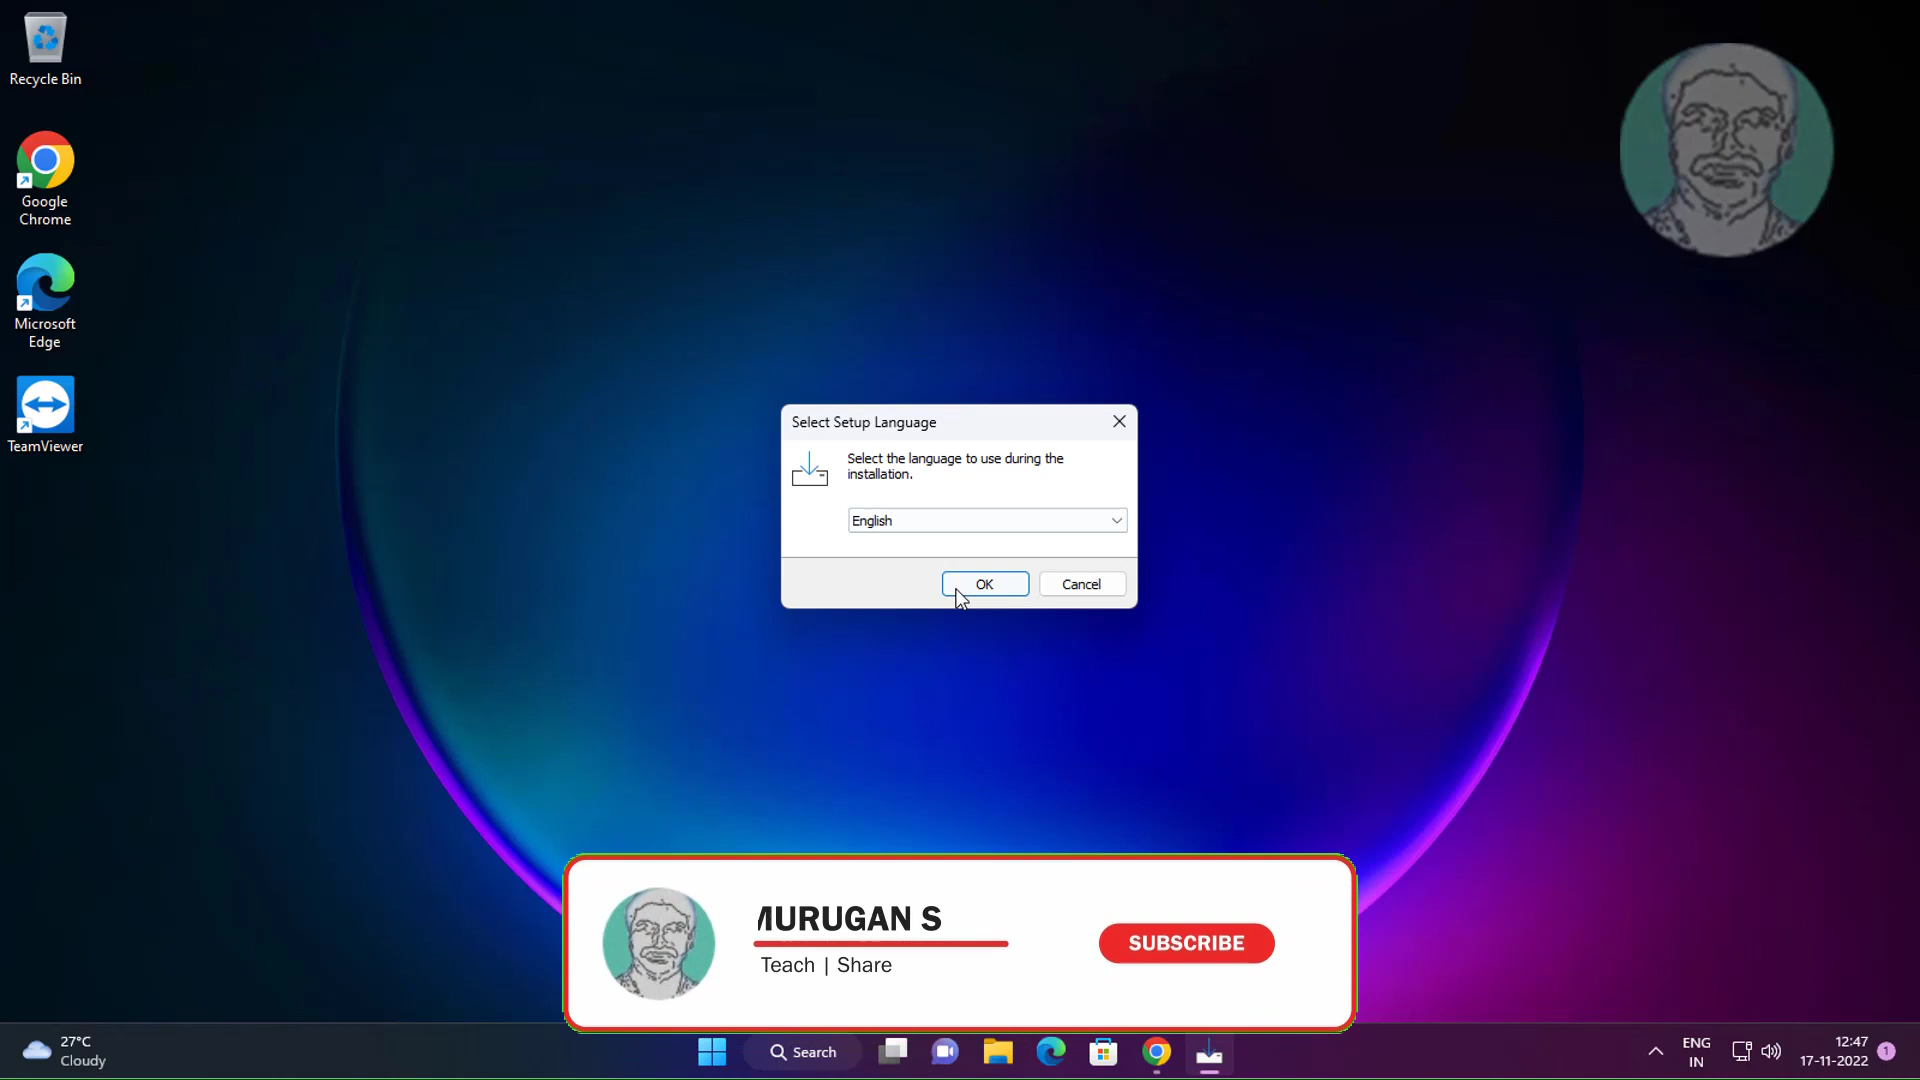 Recycle Bin
Google
Chrome
Microsoft
Edge
TeamViewer
Select Setup Language
Select the language to use during the
installation.
English
OK
Cancel
MURUGAN S
Teach | Share
SUBSCRIBE
27°C
Cloudy
Search
ENG
IN
12:47
17-11-2022
1